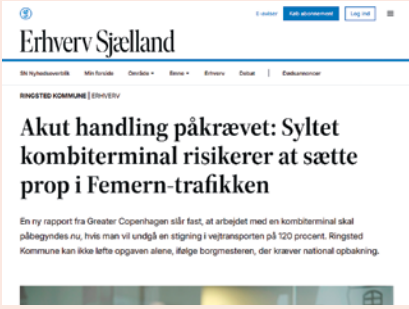 E-avisen Køb abonnement Log ind
Erhverv Sjælland
SN Nyhedsoverblik Min forside Område Emne Erhverv Debat | Dødsannoncer
RINGSTED KOMMUNE | ERHVERV
Akut handling påkrævet: Syltet
kombiterminal risikerer at sætte
prop i Femern-trafikken
En ny rapport fra Greater Copenhagen slår fast, at arbejdet med en kombiterminal skal
påbegyndes nu, hvis man vil undgå en stigning i vejtransporten på 120 procent. Ringsted
Kommune kan ikke løfte opgaven alene, ifølge borgmesteren, der kræver national opbakning.